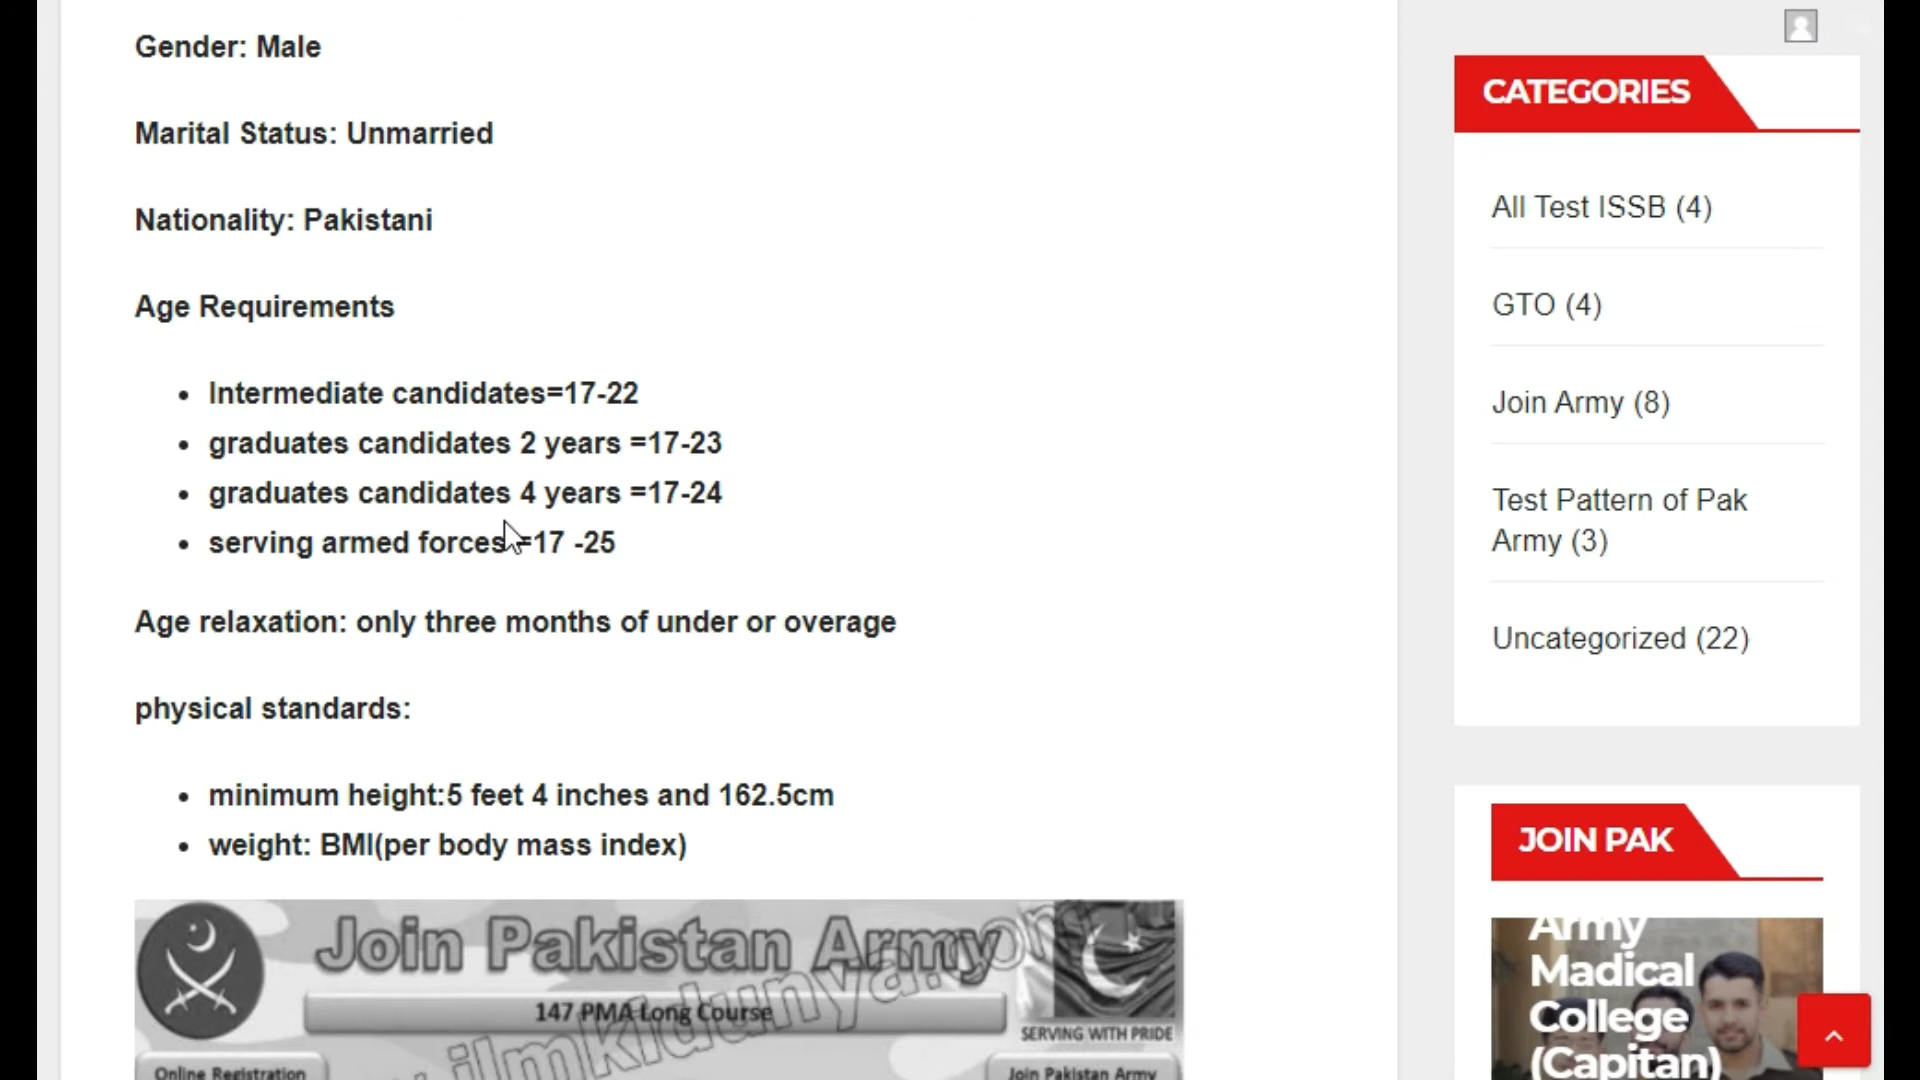 Gender: Male
Marital Status: Unmarried
Nationality: Pakistani
Age Requirements
Intermediate candidates=17-22
graduates candidates 2 years =17-23
graduates candidates 4 years =17-24
serving armed forces =17 -25
Age relaxation: only three months of under or overage
physical standards:
minimum height:5 feet 4 inches and 162.5cm
weight: BMI(per body mass index)
Join Pakistan Army
147 PMA Long Course
SERVING WITH PRIDE
ilmkidunya.com
Online Registration
Join Pakistan Army
CATEGORIES
All Test ISSB (4)
GTO (4)
Join Army (8)
Test Pattern of Pak
Army (3)
Uncategorized (22)
JOIN PAK
Army
Madical
College
(Capitan)